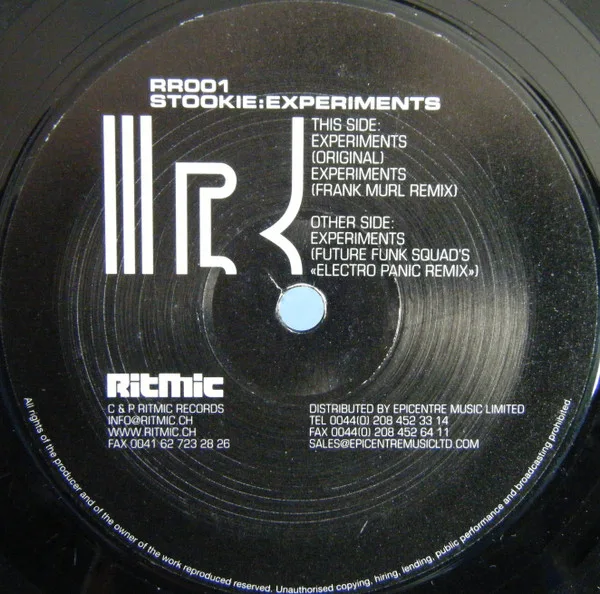 RR001
STOOKIE:EXPERIMENTS
THIS SIDE:
EXPERIMENTS
(ORIGINAL)
EXPERIMENTS
(FRANK MURL REMIX)
OTHER SIDE:
EXPERIMENTS
(FUTURE FUNK SQUAD'S
«ELECTRO PANIC REMIX»)
RITMIC
C & P RITMIC RECORDS
INFO@RITMIC.CH
WWW.RITMIC.CH
FAX 0041 62 723 28 26
DISTRIBUTED BY EPICENTRE MUSIC LIMITED
TEL 0044(0) 208 452 33 14
FAX 0044(0) 208 452 64 11
SALES@EPICENTREMUSICLTD.COM
All rights of the producer and of the owner of the work reproduced reserved. Unauthorised copying, hiring, lending, public performance and broadcasting prohibited.